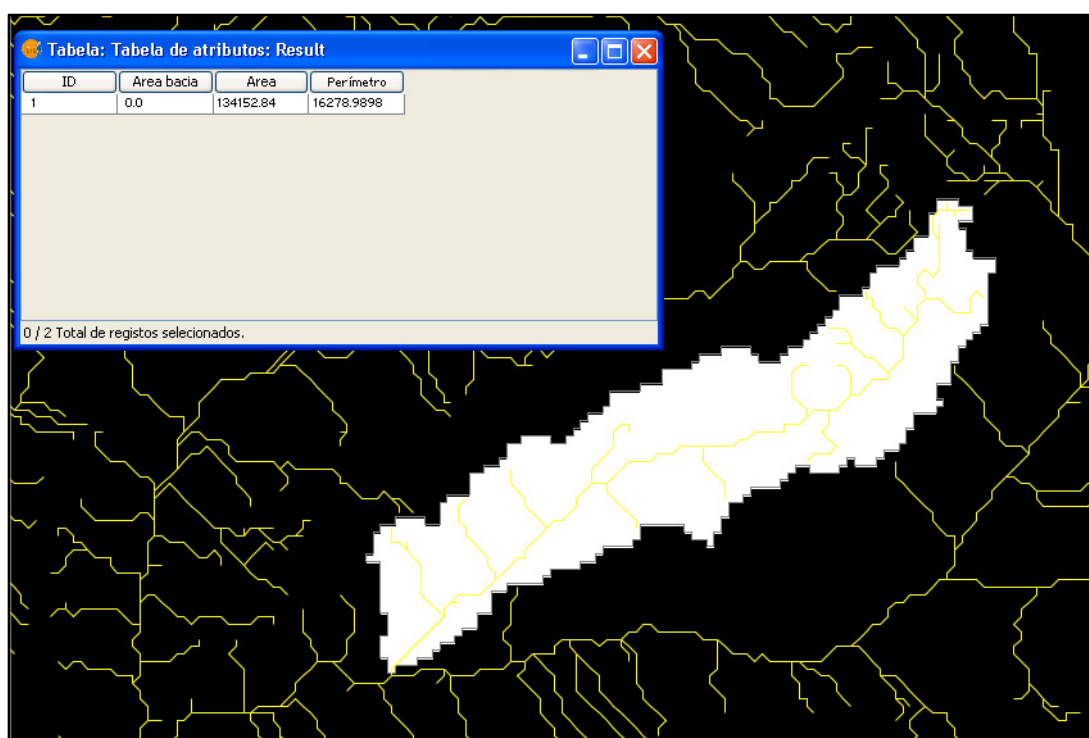 Tabela: Tabela de atributos: Result
ID Area bacia Area Perímetro
1 0.0 134152.84 16278.9898
0 / 2 Total de registos selecionados.